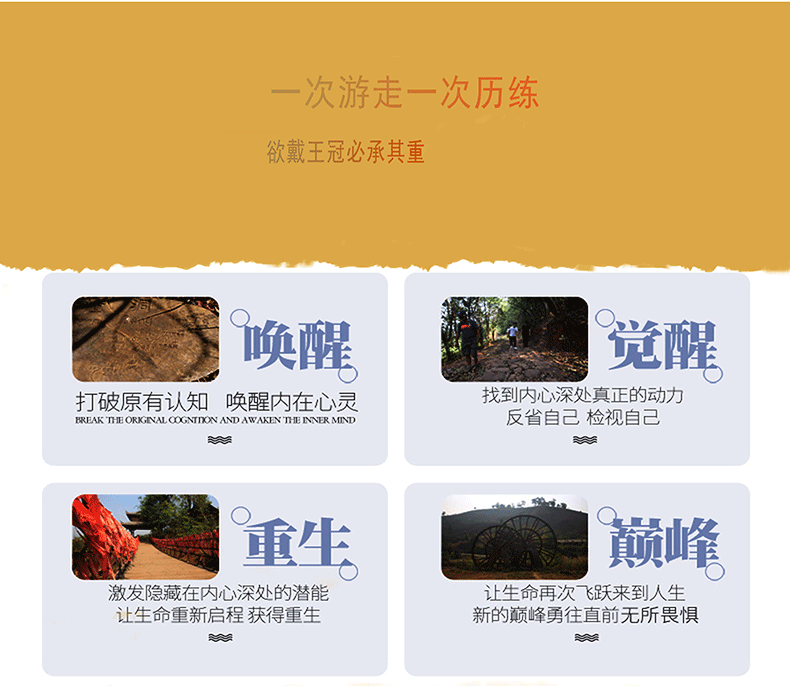 一次游走一次历练
欲戴王冠必承其重
唤醒
打破原有认知 唤醒内在心灵
BREAK THE ORIGINAL COGNITION AND AWAKEN THE INNER MIND
觉醒
找到内心深处真正的动力
反省自己 检视自己
重生
激发隐藏在内心深处的潜能
让生命重新启程 获得重生
巅峰
让生命再次飞跃来到人生
新的巅峰勇往直前无所畏惧